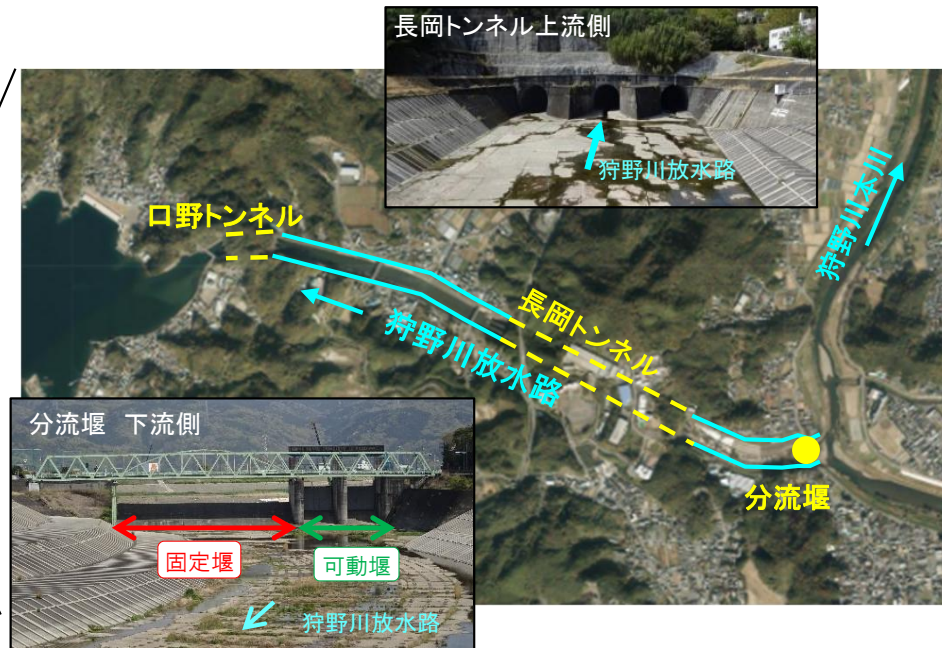 長岡トンネル上流側
狩野川放水路
狩野川本川
口野トンネル
長岡トンネル
狩野川放水路
分流堰
分流堰 下流側
固定堰
可動堰
狩野川放水路